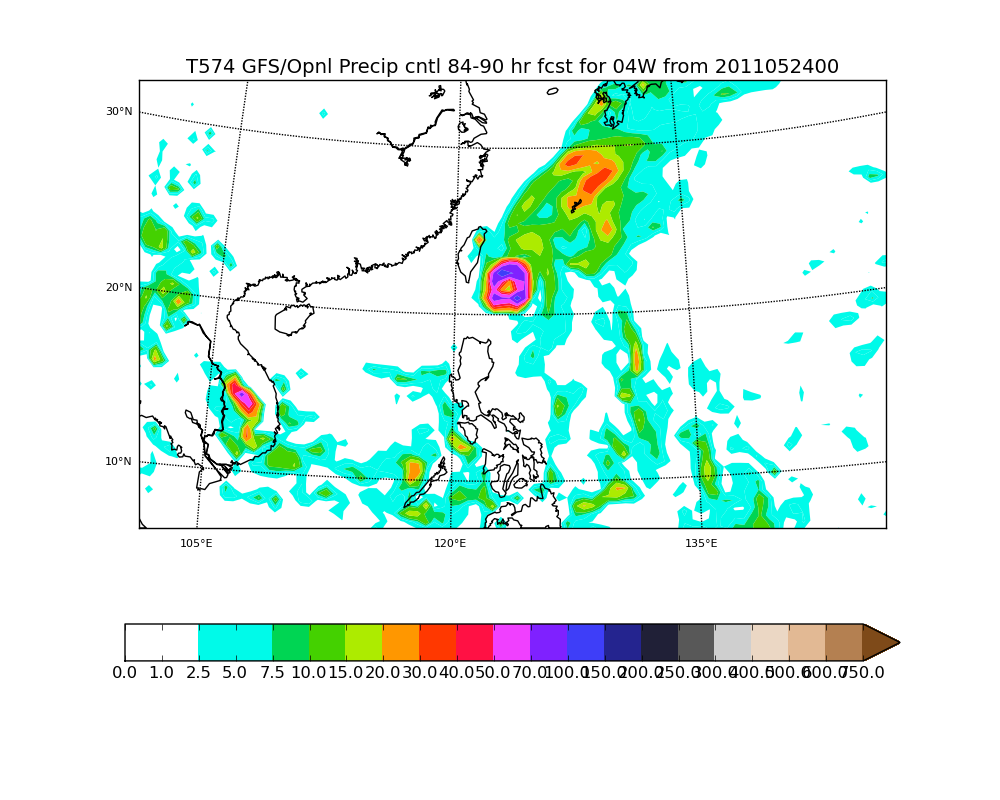 T574 GFS/Opnl Precip cntl 84-90 hr fcst for 04W from 2011052400
30°N
20°N
10°N
105°E 120°E 135°E
0.0 1.0 2.5 5.0 7.5 10.0 15.0 20.0 30.0 40.0 50.0 70.0 100.0 150.0 200.0 250.0 300.0 400.0 500.0 600.0 750.0